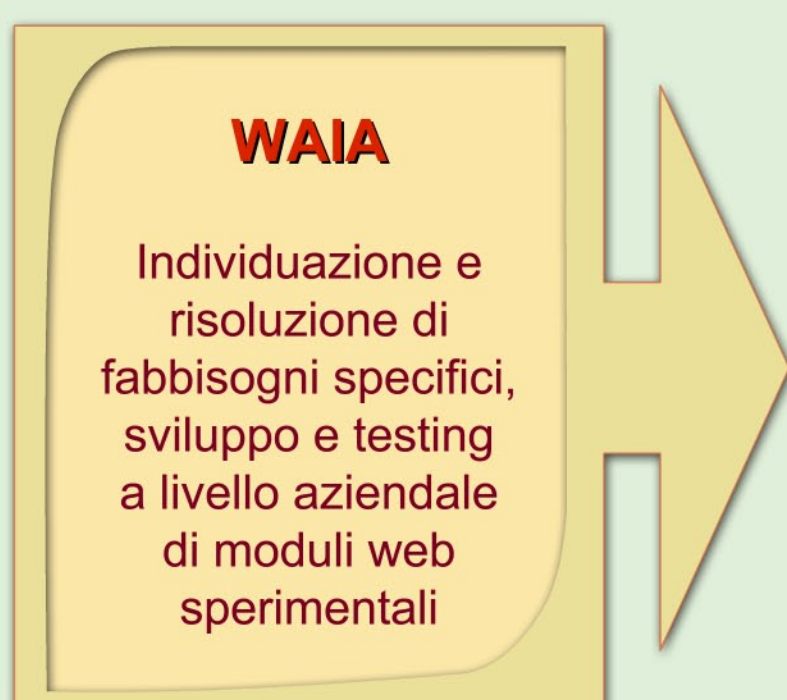 WAIA
Individuazione e
risoluzione di
fabbisogni specifici,
sviluppo e testing
a livello aziendale
di moduli web
sperimentali